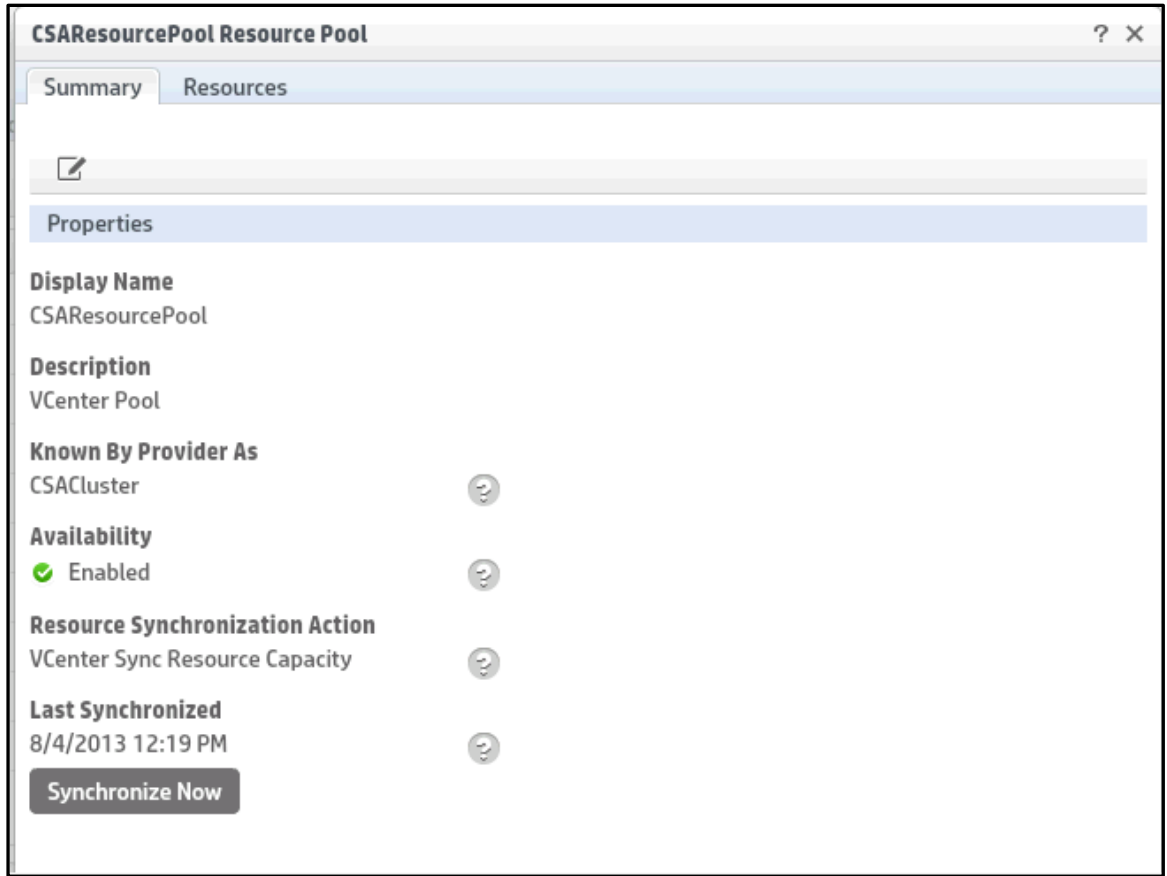 CSAResourcePool Resource Pool ?
Summary Resources
Properties
Display Name
CSAResourcePool
Description
VCenter Pool
Known By Provider As
CSACluster ?
Availability
Enabled ?
Resource Synchronization Action
VCenter Sync Resource Capacity ?
Last Synchronized
8/4/2013 12:19 PM ?
Synchronize Now